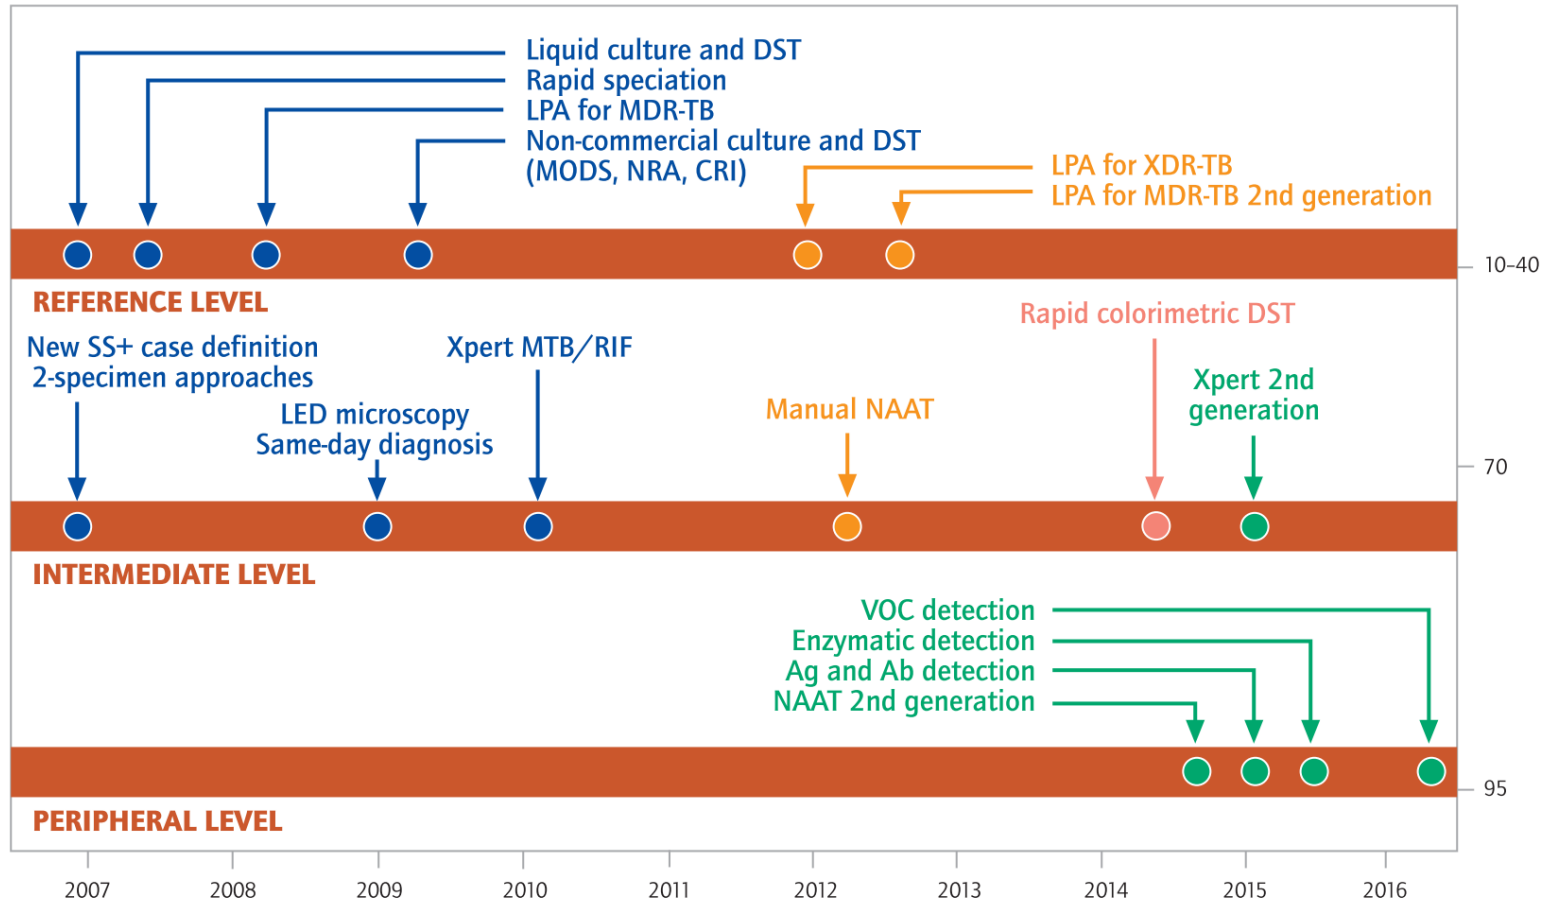 Liquid culture and DST
Rapid speciation
LPA for MDR-TB
Non-commercial culture and DST
(MODS, NRA, CRI)
LPA for XDR-TB
LPA for MDR-TB 2nd generation
10–40
REFERENCE LEVEL
New SS+ case definition
2-specimen approaches
LED microscopy
Same-day diagnosis
Xpert MTB/RIF
Manual NAAT
Rapid colorimetric DST
Xpert 2nd
generation
70
INTERMEDIATE LEVEL
VOC detection
Enzymatic detection
Ag and Ab detection
NAAT 2nd generation
95
PERIPHERAL LEVEL
2007 2008 2009 2010 2011 2012 2013 2014 2015 2016